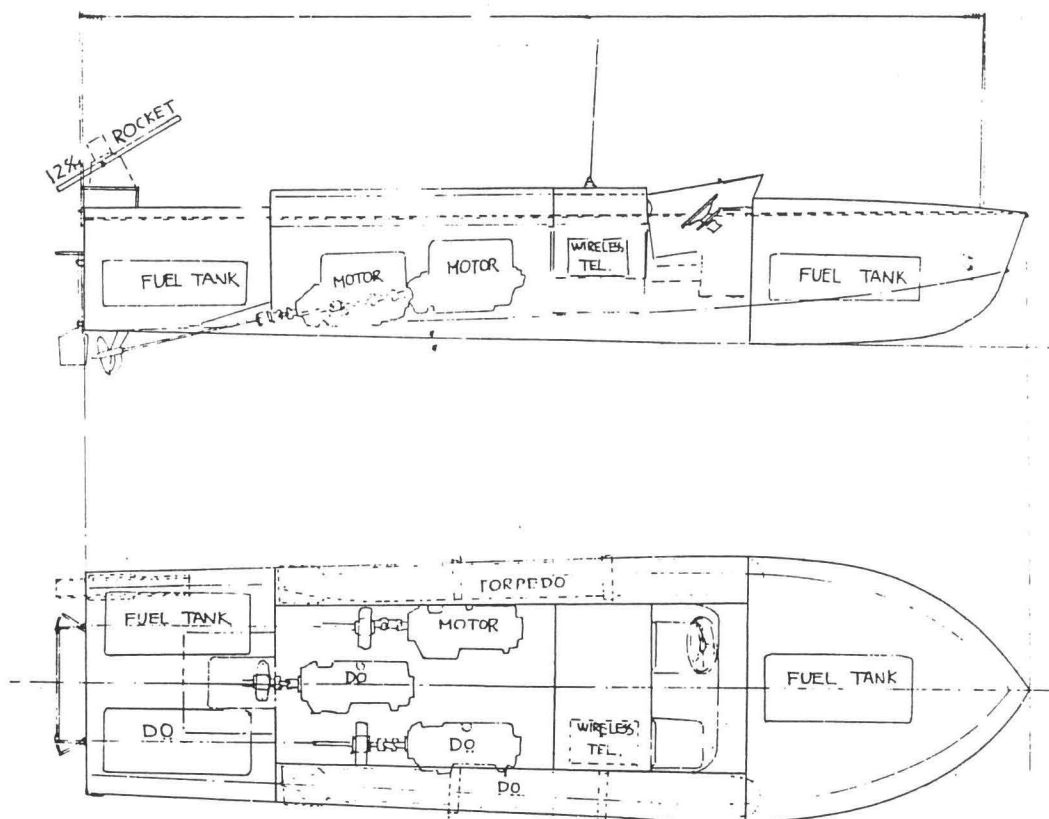 ROCKET
FUEL TANK
MOTOR
MOTOR
WIRELESS
TEL.
FUEL TANK
TORPEDO
FUEL TANK
MOTOR
DO
DO
DO
WIRELESS
TEL.
FUEL TANK
DO